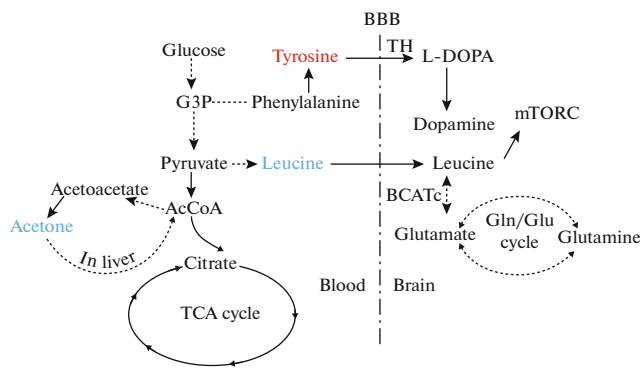 BBB
Glucose
Tyrosine
TH
L-DOPA
G3P
Phenylalanine
Dopamine
mTORC
Pyruvate
Leucine
Leucine
Acetoacetate
AcCoA
BCATc
Acetone
In liver
Glutamate
Gln/Glu
cycle
Glutamine
Citrate
Blood
Brain
TCA cycle